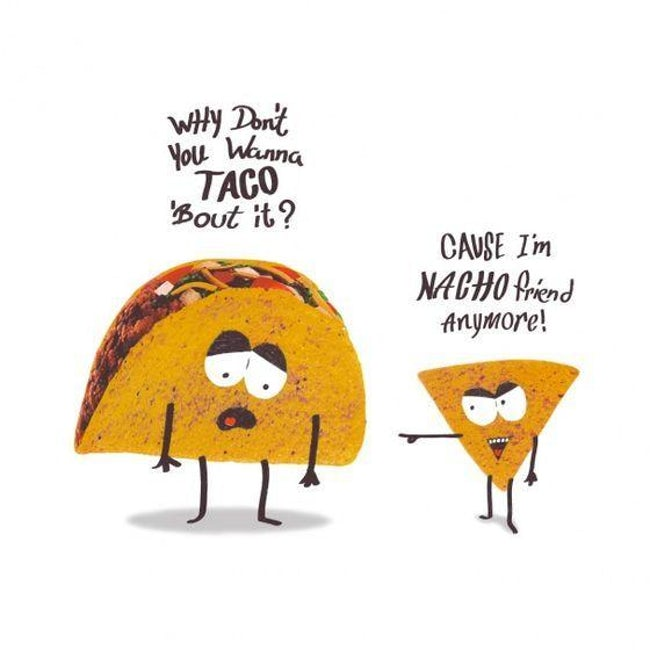 WHY Don't
You Wanna
TACO
'Bout it?
CAUSE I'm
NACHO friend
Anymore!